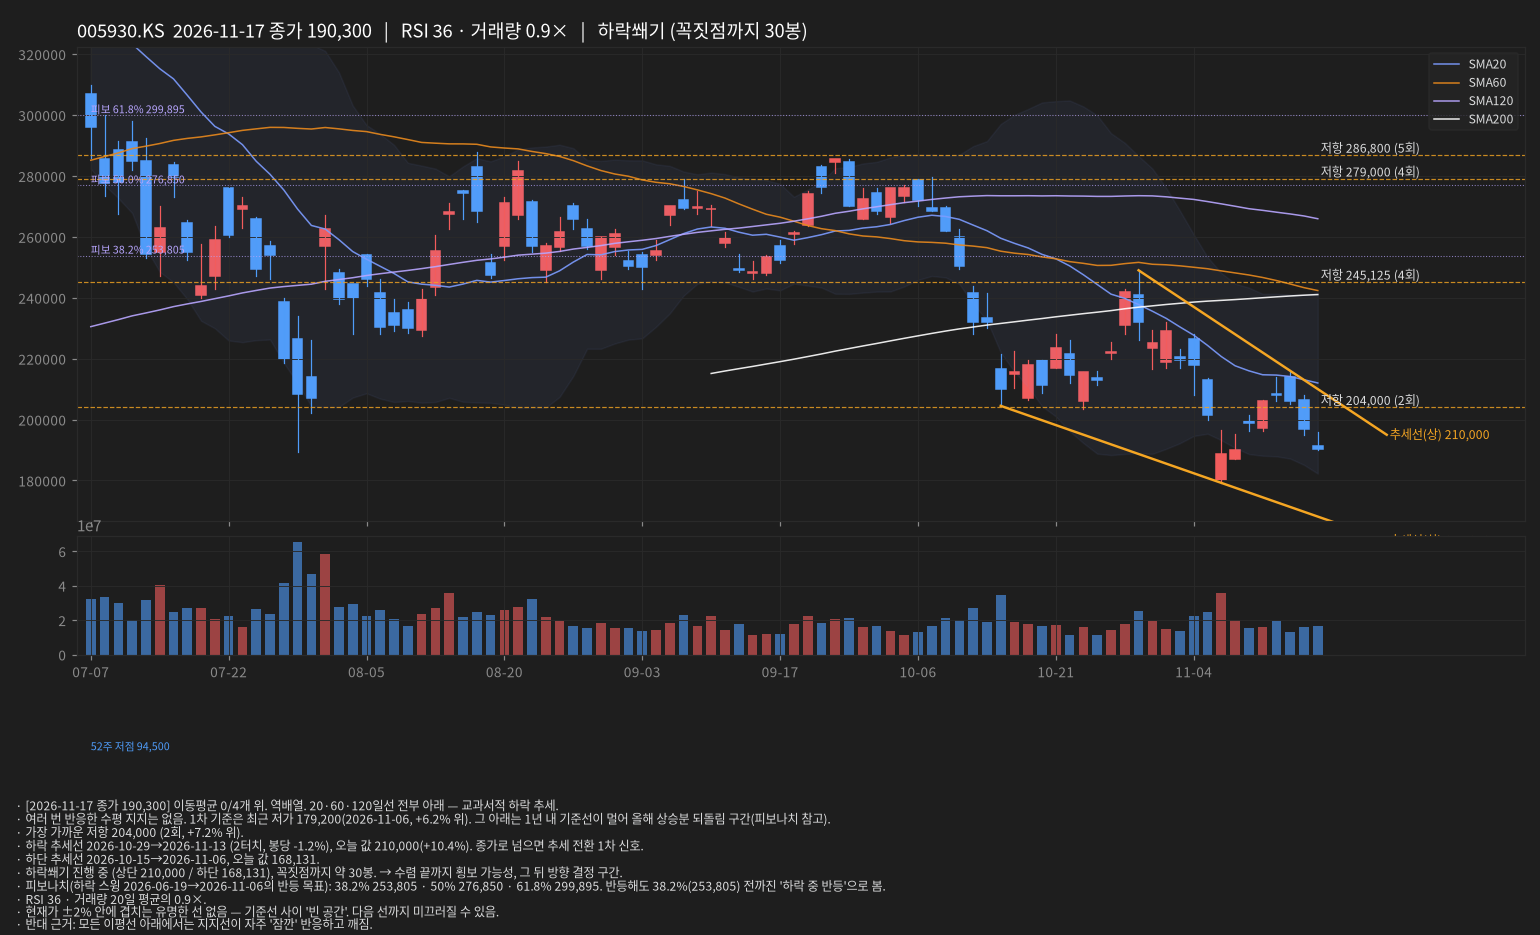 005930.KS 2026-11-17 종가 190,300 | RSI 36 · 거래량 0.9× | 하락쐐기 (꼭짓점까지 30봉)
320000
300000
280000
260000
240000
220000
200000
180000
SMA20
SMA60
SMA120
SMA200
피보 61.8% 299,895
피보 50.0% 276,850
피보 38.2% 253,805
저항 286,800 (5회)
저항 279,000 (4회)
저항 245,125 (4회)
저항 204,000 (2회)
추세선(상) 210,000
1e7
6
4
2
0
07-07
07-22
08-05
08-20
09-03
09-17
10-06
10-21
11-04
52주 저점 94,500
· [2026-11-17 종가 190,300] 이동평균 0/4개 위. 역배열. 20·60·120일선 전부 아래 — 교과서적 하락 추세.
· 여러 번 반응한 수평 지지는 없음. 1차 기준은 최근 저가 179,200(2026-11-06, +6.2% 위). 그 아래는 1년 내 기준선이 멀어 올해 상승분 되돌림 구간(피보나치 참고).
· 가장 가까운 저항 204,000 (2회, +7.2% 위).
· 하락 추세선 2026-10-29→2026-11-13 (2터치, 봉당 -1.2%), 오늘 값 210,000(+10.4%). 종가로 넘으면 추세 전환 1차 신호.
· 하단 추세선 2026-10-15→2026-11-06, 오늘 값 168,131.
· 하락쐐기 진행 중 (상단 210,000 / 하단 168,131), 꼭짓점까지 약 30봉. → 수렴 끝까지 횡보 가능성, 그 뒤 방향 결정 구간.
· 피보나치(하락 스윙 2026-06-19→2026-11-06의 반등 목표): 38.2% 253,805 · 50% 276,850 · 61.8% 299,895. 반등해도 38.2%(253,805) 전까진 '하락 중 반등'으로 봄.
· RSI 36 · 거래량 20일 평균의 0.9×.
· 현재가 ±2% 안에 겹치는 유명한 선 없음 — 기준선 사이 '빈 공간'. 다음 선까지 미끄러질 수 있음.
· 반대 근거: 모든 이평선 아래에서는 지지선이 자주 '잠깐' 반응하고 깨짐.